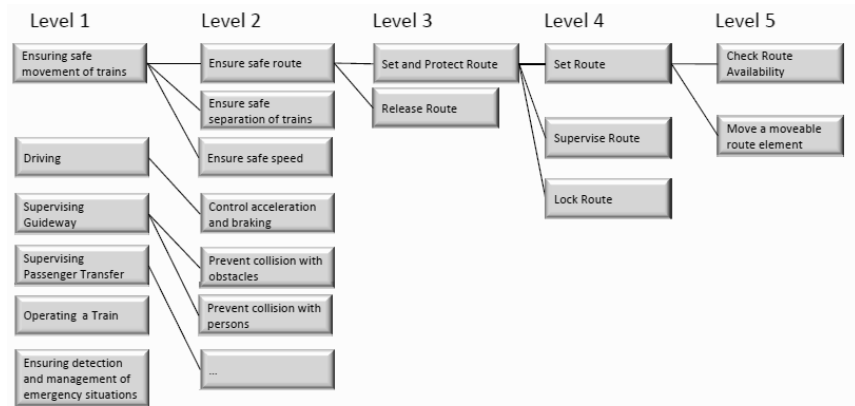 Level 1
Level 2
Level 3
Level 4
Level 5
Ensuring safe
movement of trains
Ensure safe route
Set and Protect Route
Set Route
Check Route
Availability
Ensure safe
separation of trains
Release Route
Move a moveable
route element
Supervise Route
Driving
Ensure safe speed
Lock Route
Supervising
Guideway
Control acceleration
and braking
Supervising
Passenger Transfer
Prevent collision with
obstacles
Operating a Train
Prevent collision with
persons
Ensuring detection
and management of
emergency situations
...